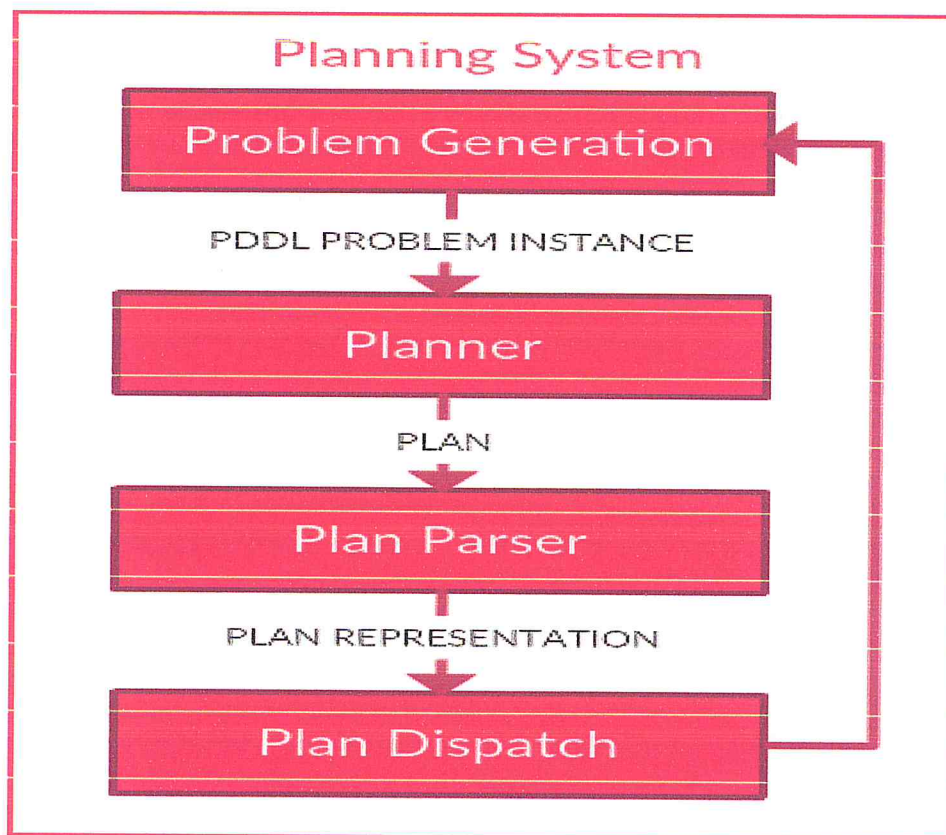 Planning System
Problem Generation
PDDL PROBLEM INSTANCE
Planner
PLAN
Plan Parser
PLAN REPRESENTATION
Plan Dispatch